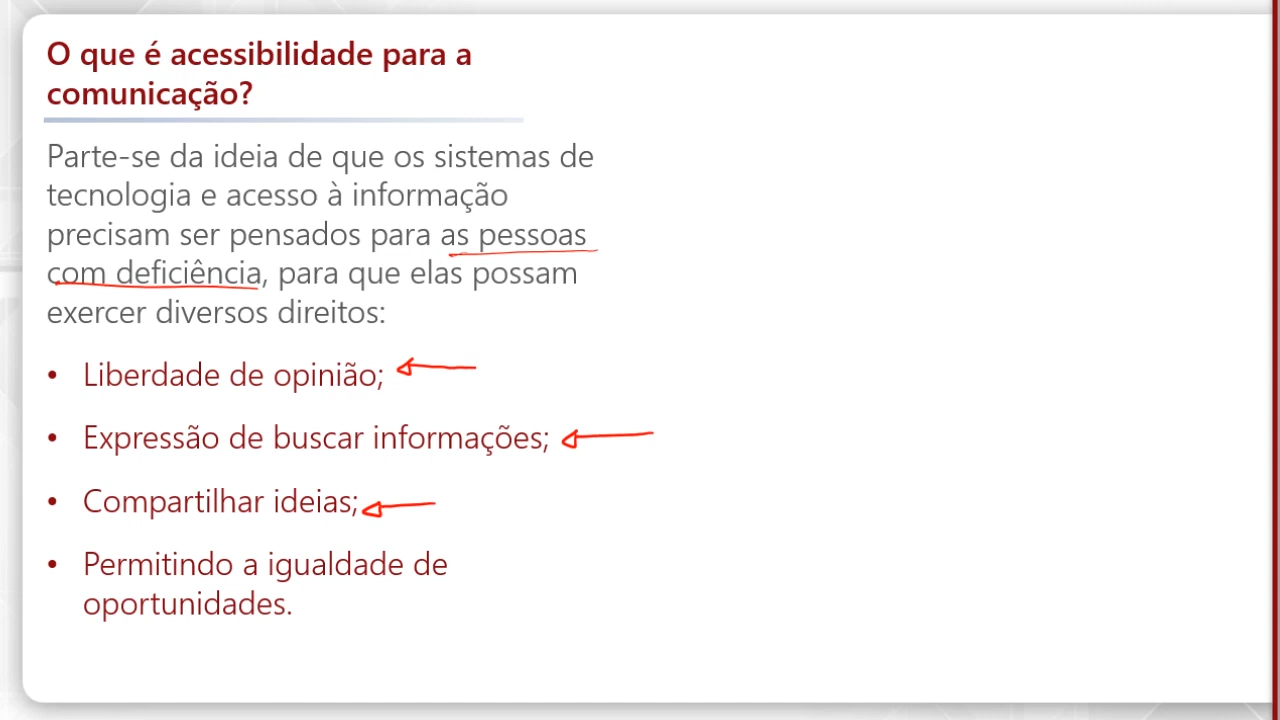 O que é acessibilidade para a
comunicação?
Parte-se da ideia de que os sistemas de
tecnologia e acesso à informação
precisam ser pensados para as pessoas
com deficiência, para que elas possam
exercer diversos direitos:
• Liberdade de opinião;
• Expressão de buscar informações;
• Compartilhar ideias;
• Permitindo a igualdade de
oportunidades.